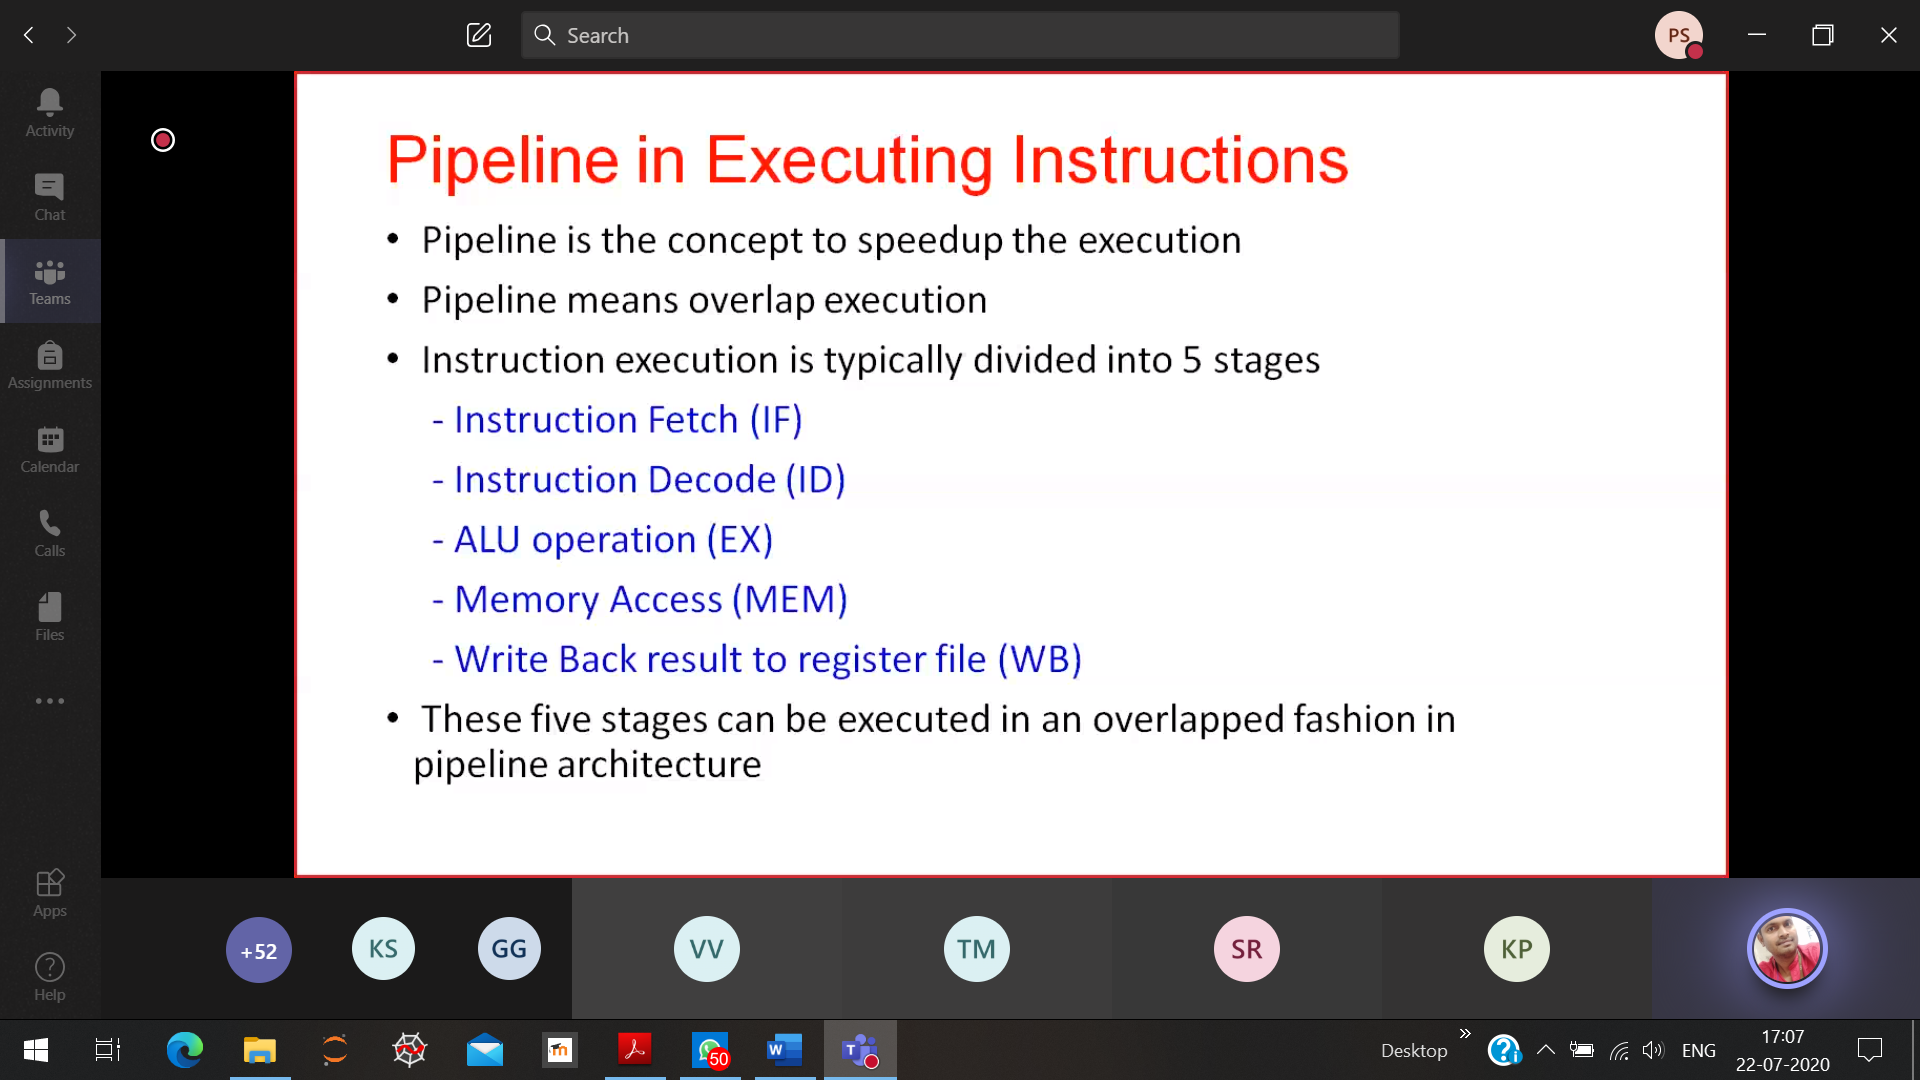 Search
PS
Activity
Chat
Teams
Assignments
Calendar
Calls
Files
Apps
Help
Pipeline in Executing Instructions
• Pipeline is the concept to speedup the execution
• Pipeline means overlap execution
• Instruction execution is typically divided into 5 stages
- Instruction Fetch (IF)
- Instruction Decode (ID)
- ALU operation (EX)
- Memory Access (MEM)
- Write Back result to register file (WB)
• These five stages can be executed in an overlapped fashion in
pipeline architecture
+52
KS
GG
VV
TM
SR
KP
m
50
W
T
Desktop
ENG
17:07
22-07-2020